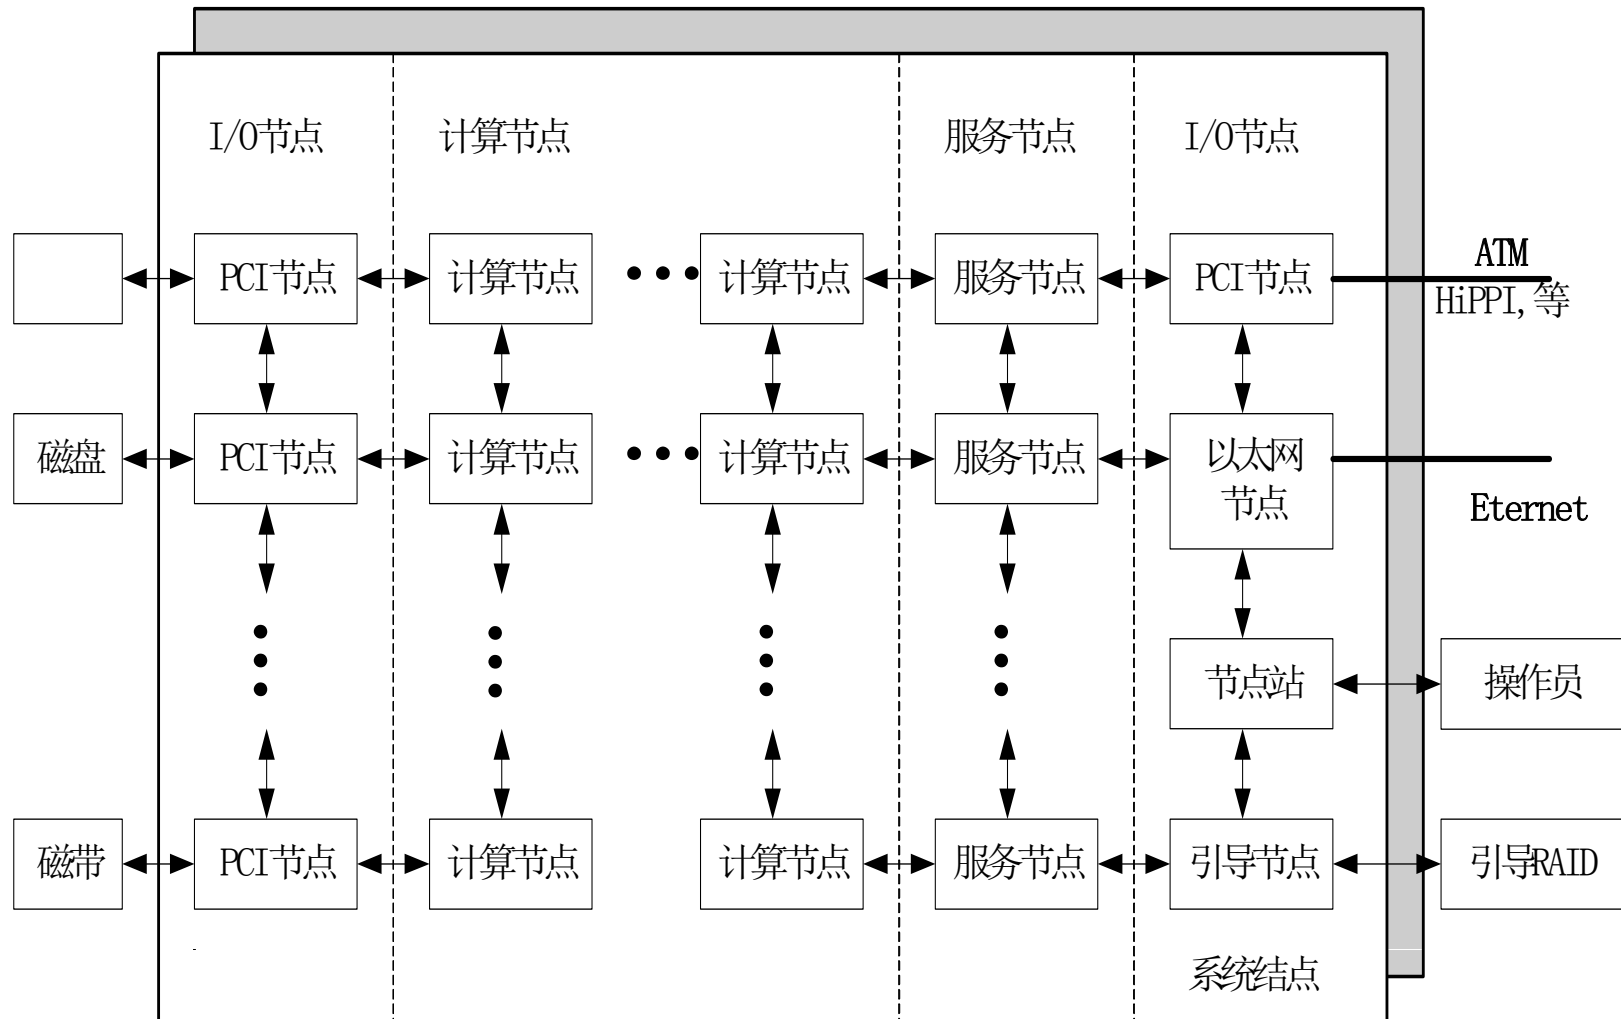 I/O节点
计算节点
服务节点
I/O节点
PCI节点
计算节点
计算节点
服务节点
PCI节点
ATM
HiPPI,等
磁盘
PCI节点
计算节点
计算节点
服务节点
以太网
节点
Eternet
节点站
操作员
磁带
PCI节点
计算节点
计算节点
服务节点
引导节点
引导RAID
系统结点